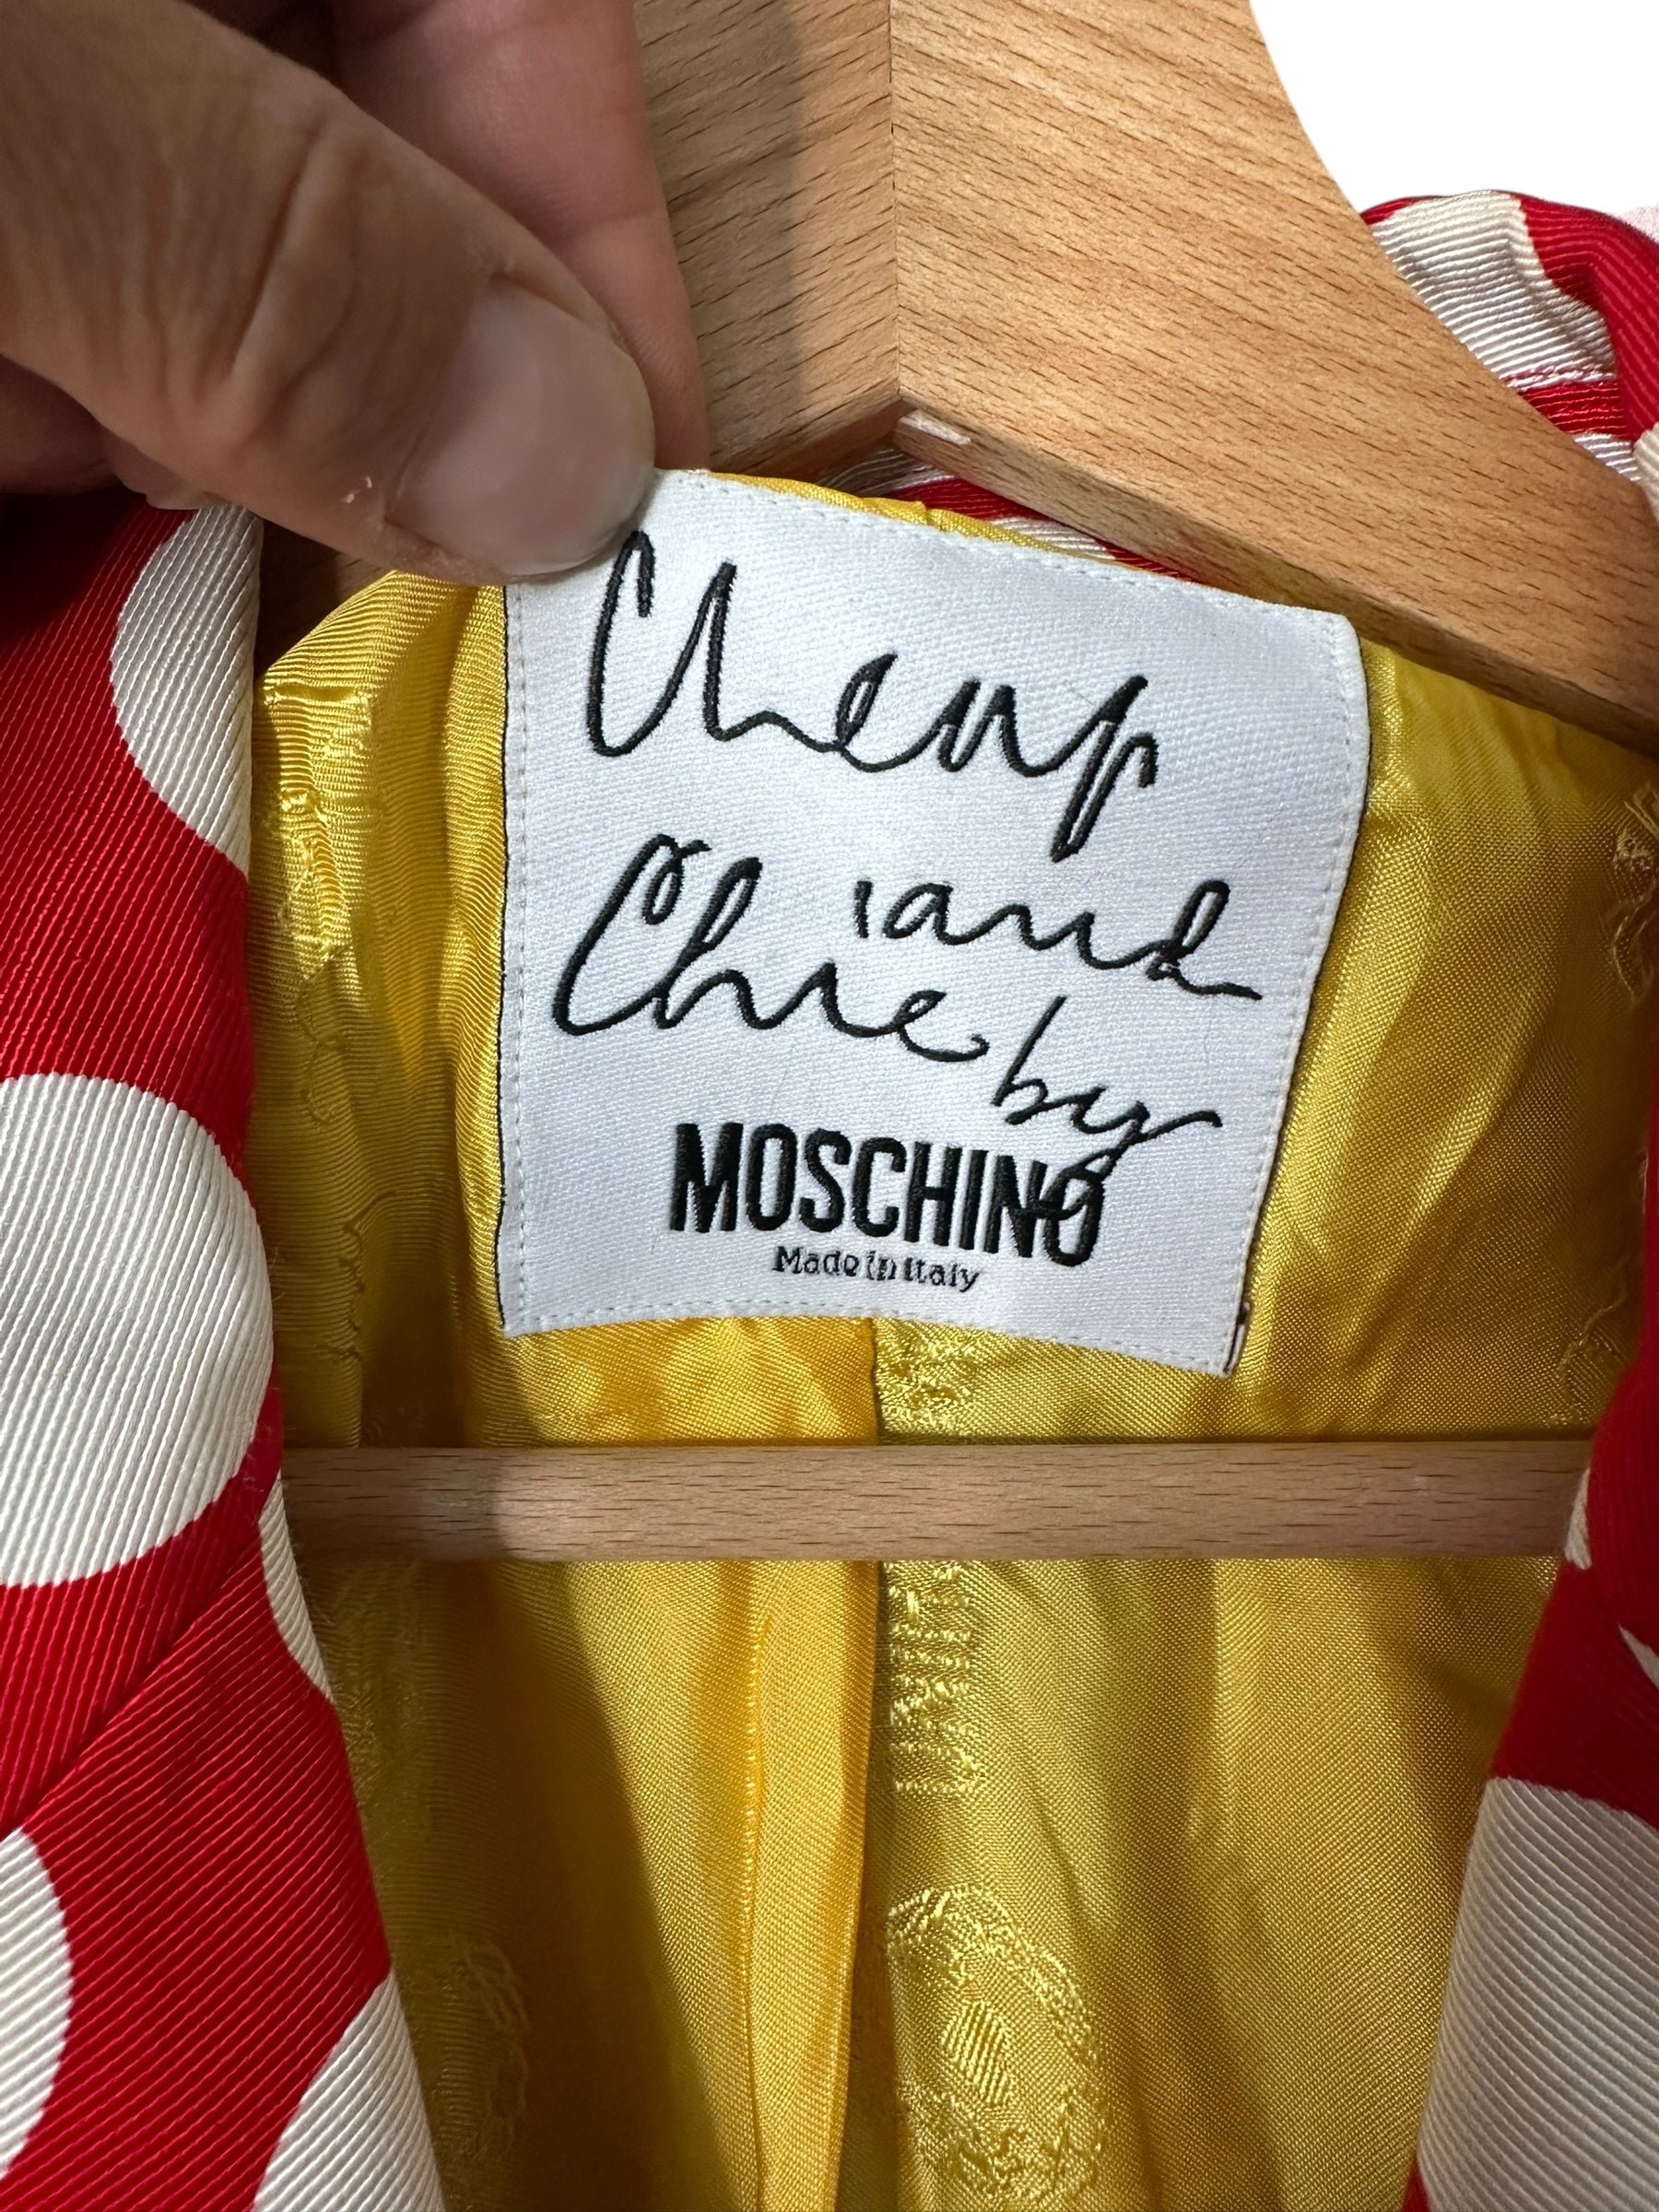 Cheap
and
Chic by
MOSCHINO
Made in Italy